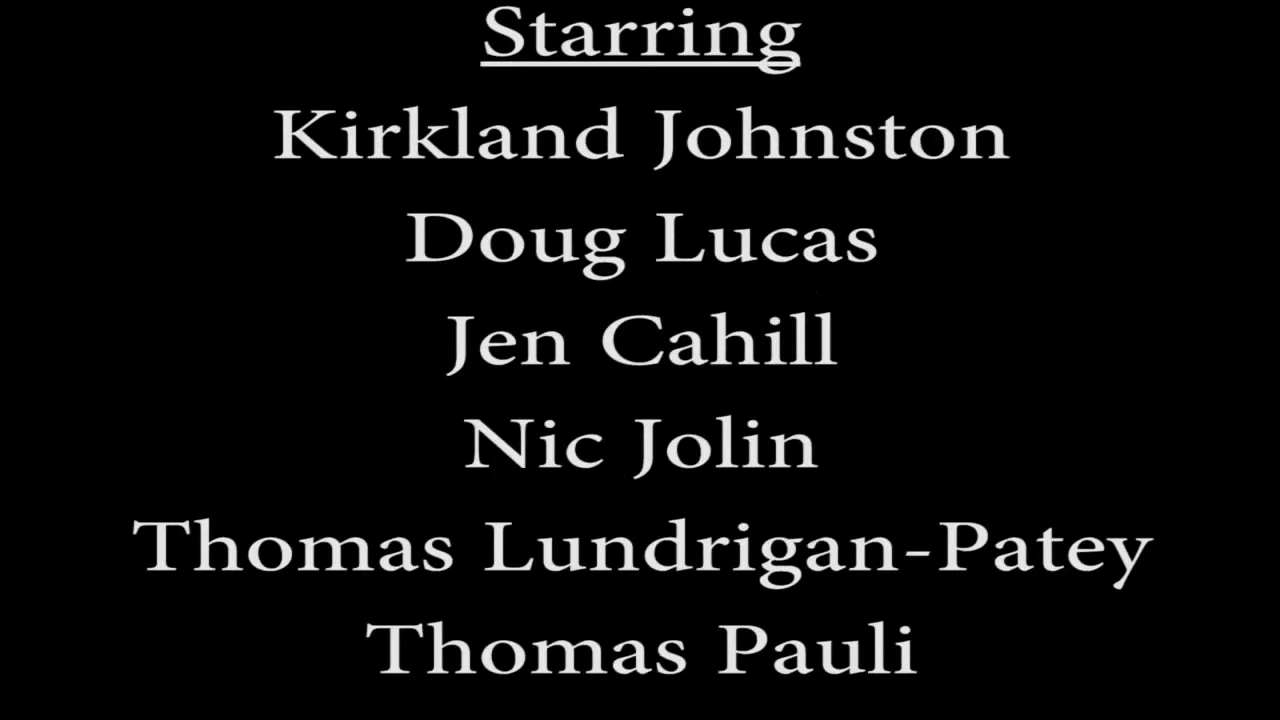 Starring
Kirkland Johnston
Doug Lucas
Jen Cahill
Nic Jolin
Thomas Lundrigan-Patey
Thomas Pauli